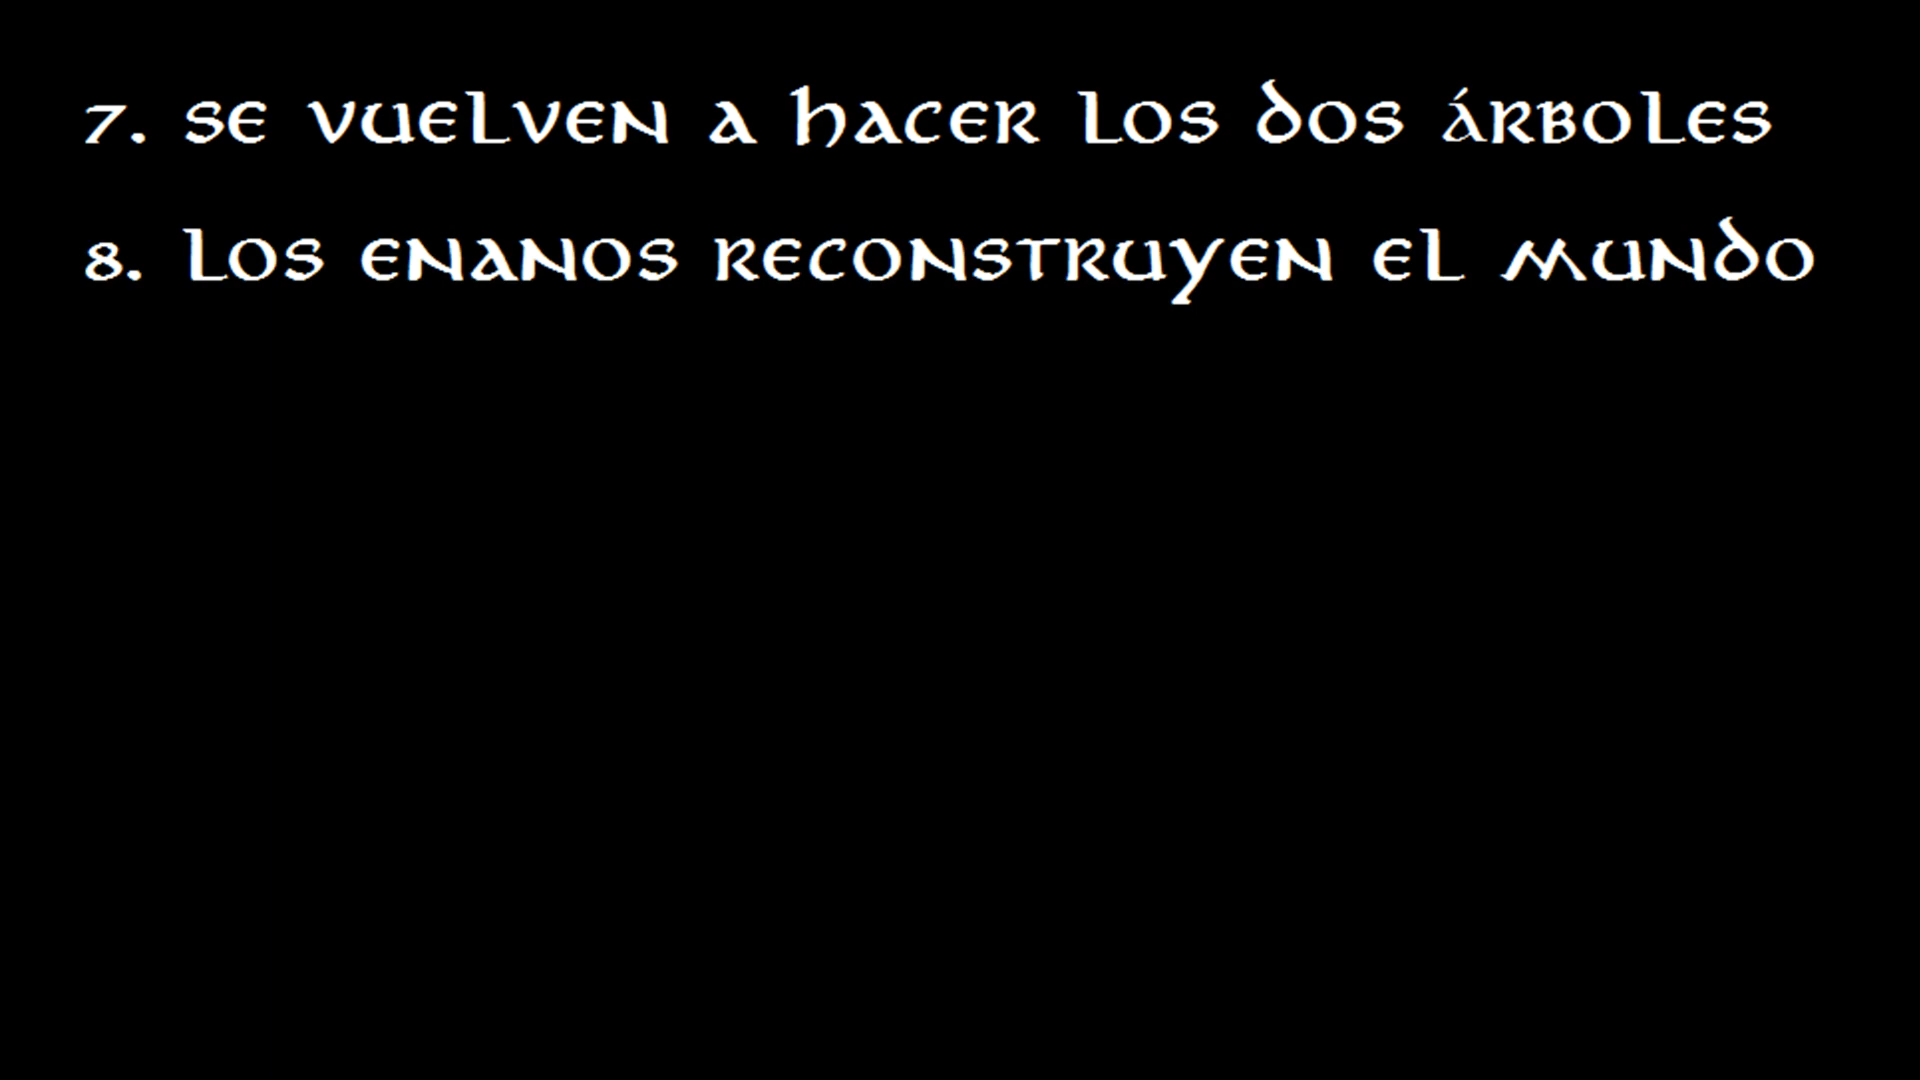 7. se vuelven a hacer los dos árboles
8. los enanos reconstruyen el mundo